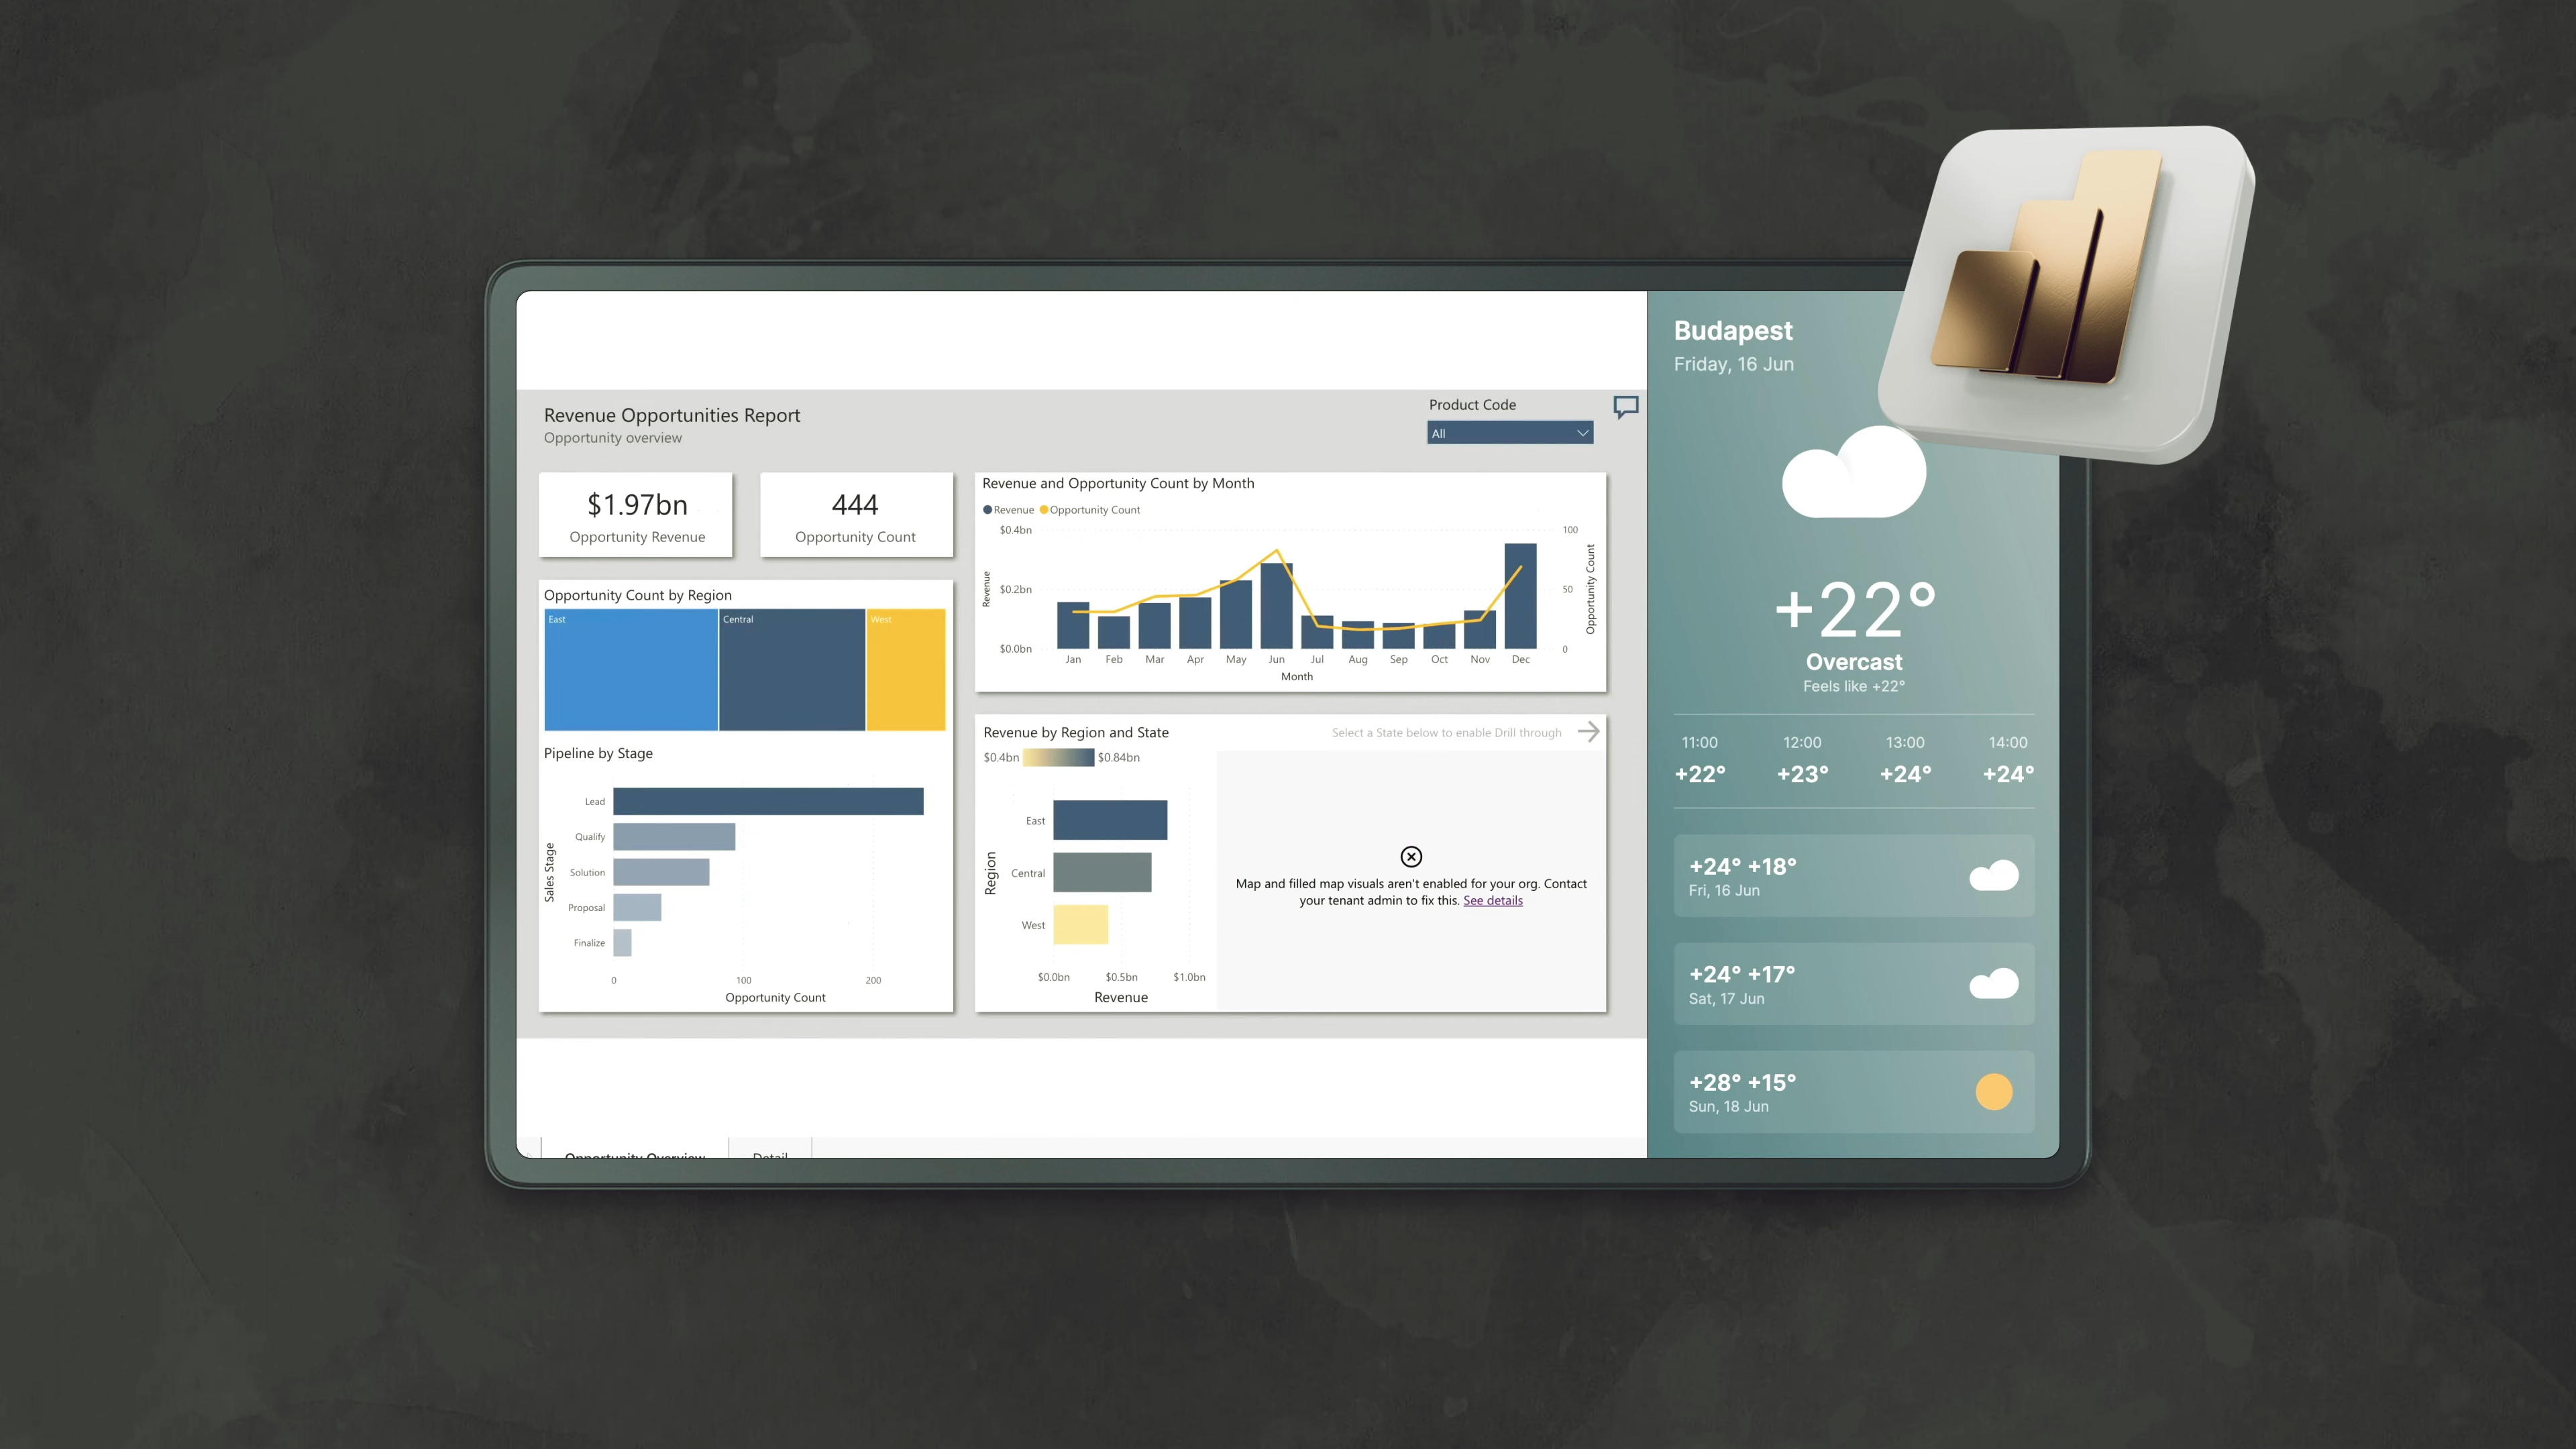 Revenue Opportunities Report
Opportunity overview
Product Code
All
$1.97bn
Opportunity Revenue
444
Opportunity Count
Opportunity Count by Region
East
Central
West
Pipeline by Stage
Sales Stage
Lead
Qualify
Solution
Proposal
Finalize
0
100
200
Opportunity Count
Revenue and Opportunity Count by Month
Revenue
Opportunity Count
$0.4bn
$0.2bn
$0.0bn
Revenue
100
50
0
Opportunity Count
Jan Feb Mar Apr May Jun Jul Aug Sep Oct Nov Dec
Month
Revenue by Region and State
Select a State below to enable Drill through
$0.4bn
$0.84bn
Region
East
Central
West
$0.0bn
$0.5bn
$1.0bn
Revenue
Map and filled map visuals aren't enabled for your org. Contact
your tenant admin to fix this. See details
Opportunity Overview
Detail
Budapest
Friday, 16 Jun
+22°
Overcast
Feels like +22°
11:00 12:00 13:00 14:00
+22° +23° +24° +24°
+24° +18°
Fri, 16 Jun
+24° +17°
Sat, 17 Jun
+28° +15°
Sun, 18 Jun